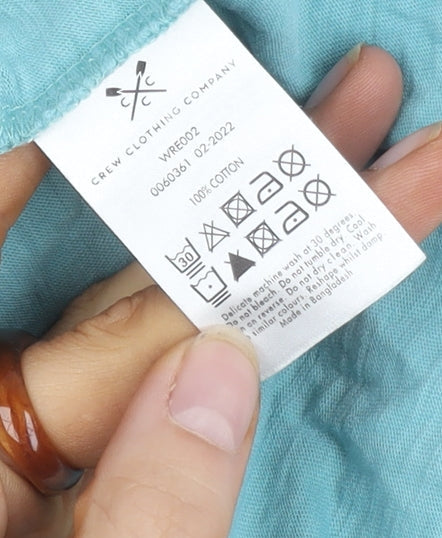 C C
C C
CREW CLOTHING COMPANY
WRE002
0060361 02-2022
100% COTTON
30
Delicate machine wash at 30 degrees
Do not bleach. Do not tumble dry. Cool
on reverse. Do not dry clean. Wash
similar colours. Reshape whilst damp
Made in Bangladesh